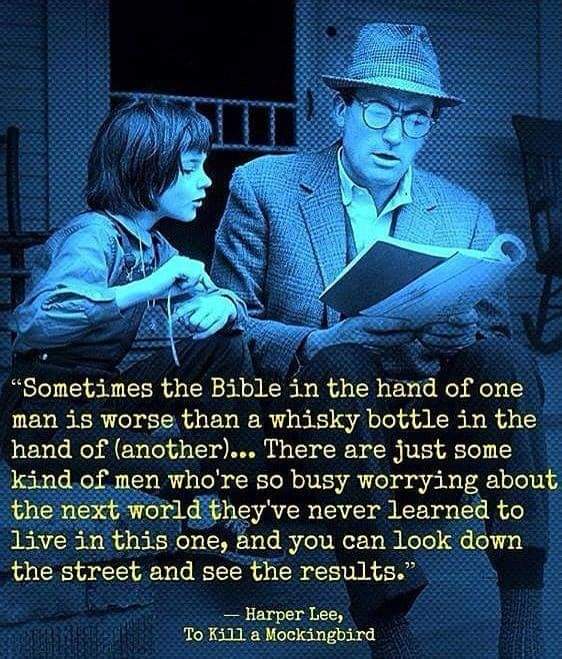 “Sometimes the Bible in the hand of one
man is worse than a whisky bottle in the
hand of (another)... There are just some
kind of men who're so busy worrying about
the next world they've never learned to
live in this one, and you can look down
the street and see the results.”
— Harper Lee,
To Kill a Mockingbird